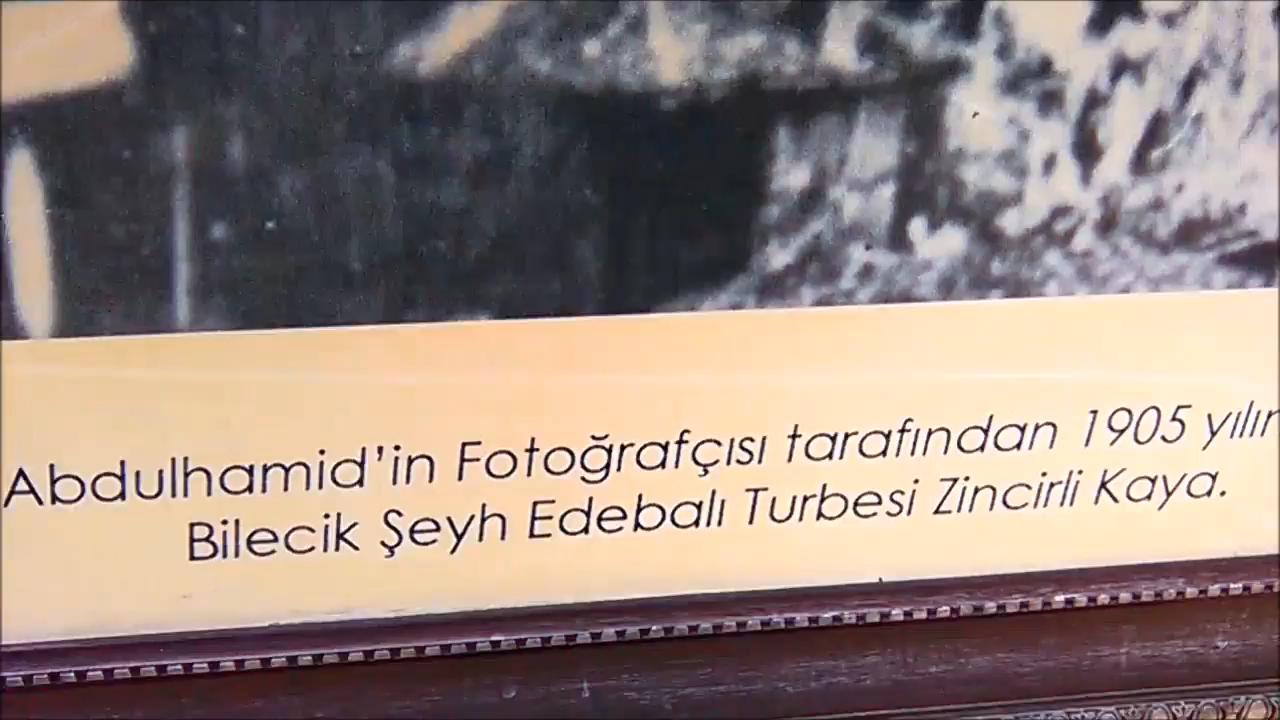 Abdulhamid'in Fotoğrafçısı tarafından 1905
Bilecik Şeyh Edebalı Turbesi Zincirli Kaya.